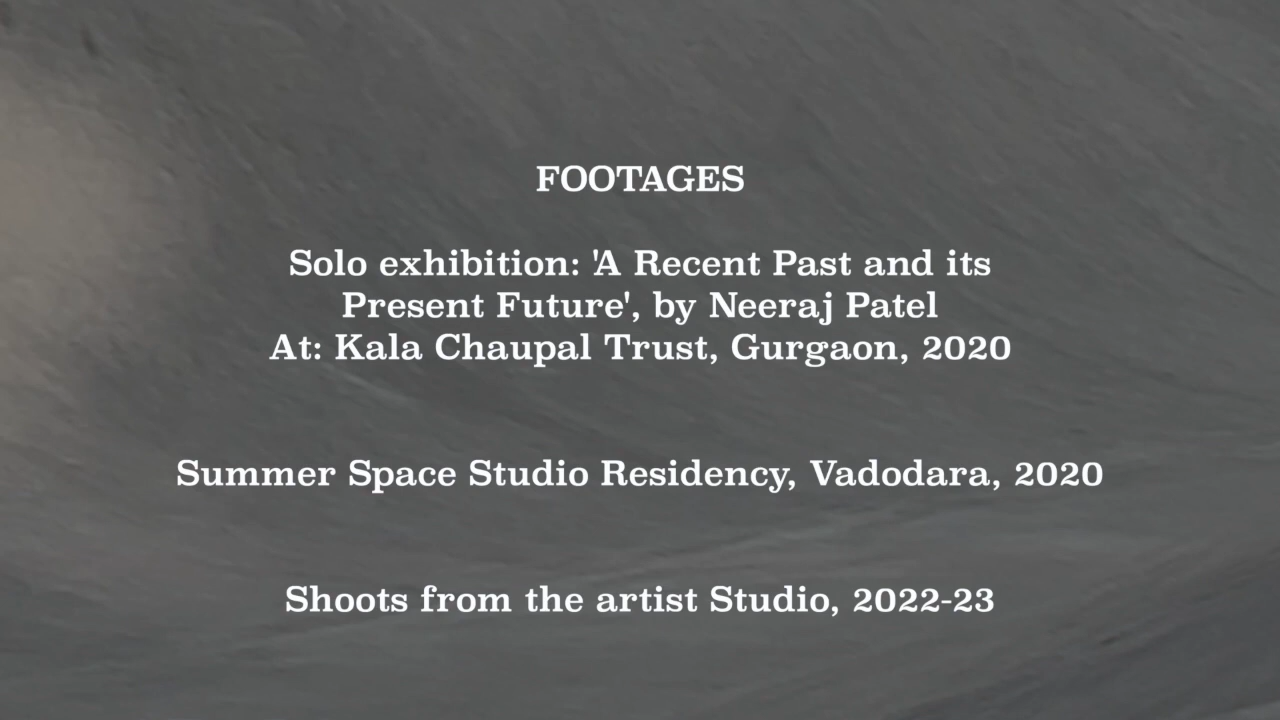 FOOTAGES
Solo exhibition: 'A Recent Past and its
Present Future', by Neeraj Patel
At: Kala Chaupal Trust, Gurgaon, 2020
Summer Space Studio Residency, Vadodara, 2020
Shoots from the artist Studio, 2022-23